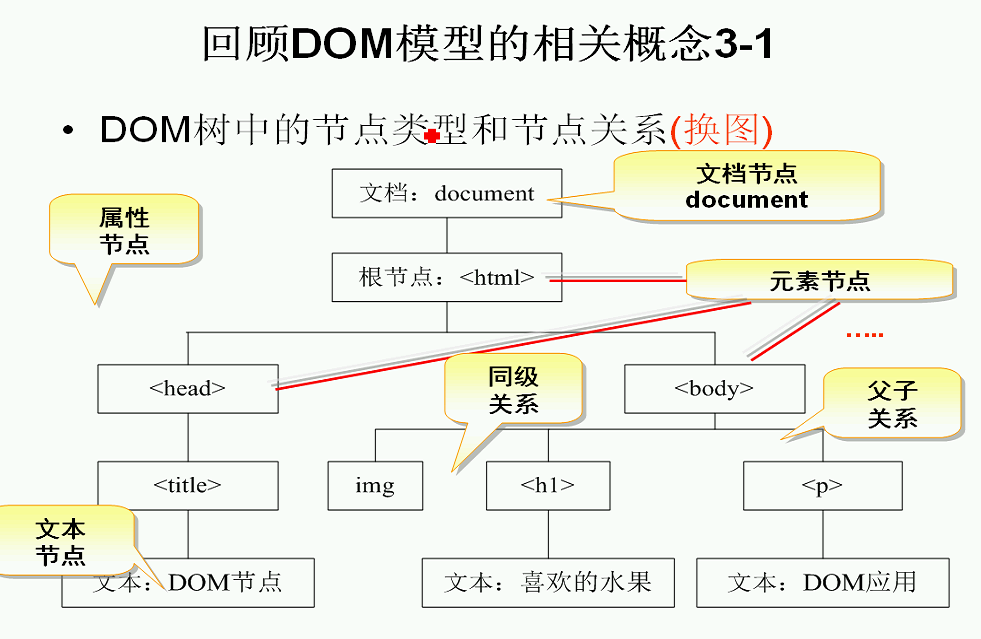 回顾DOM模型的相关概念3-1
• DOM树中的节点类型和节点关系(换图)
文档：document
文档节点
document
属性
节点
根节点：<html>
元素节点
……
<head>
同级
关系
<body>
父子
关系
<title>
img
<h1>
<p>
文本
节点
文本：DOM节点
文本：喜欢的水果
文本：DOM应用